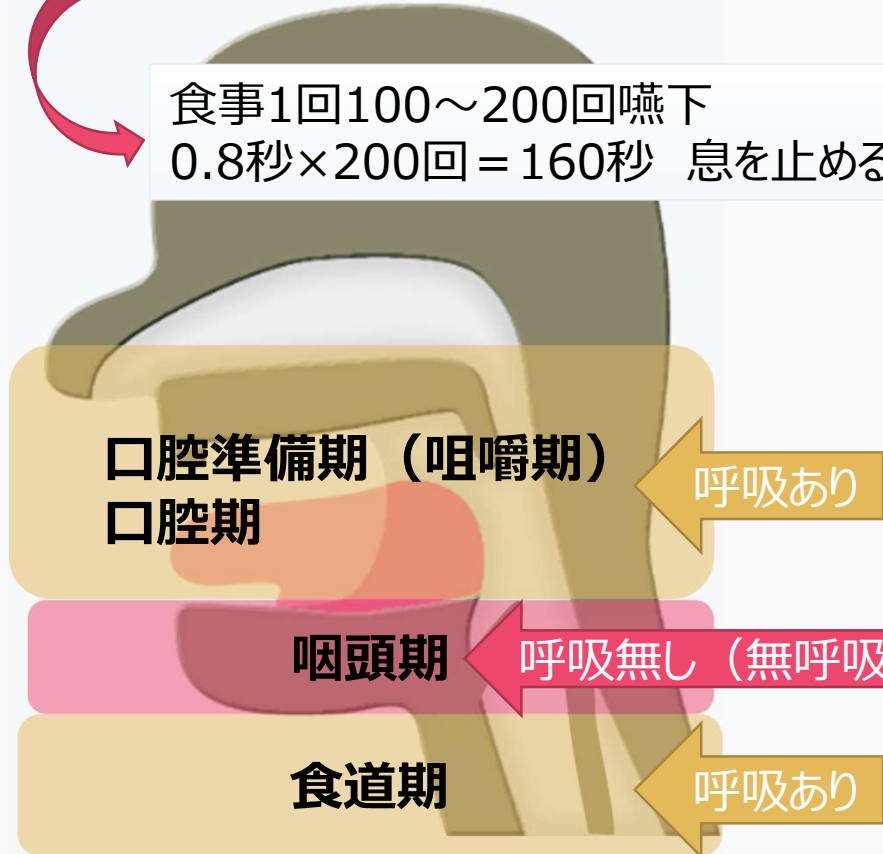 食事1回100～200回嚥下
0.8秒×200回＝160秒 息を止める
口腔準備期（咀嚼期）
口腔期
呼吸あり
咽頭期
呼吸無し（無呼吸
食道期
呼吸あり